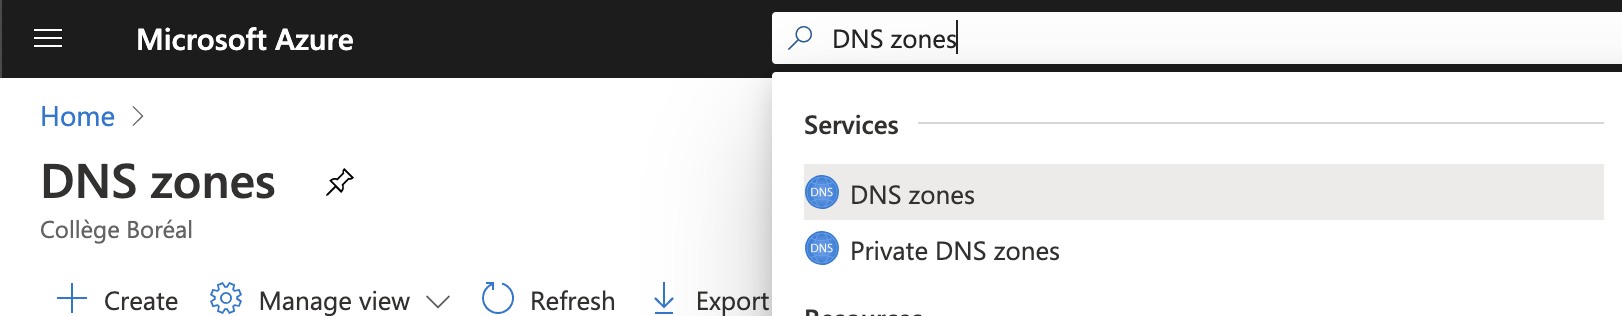 Microsoft Azure
DNS zones
Home
DNS zones
Collège Boréal
Create
Manage view
Refresh
Export
Services
DNS DNS zones
DNS Private DNS zones
Resources